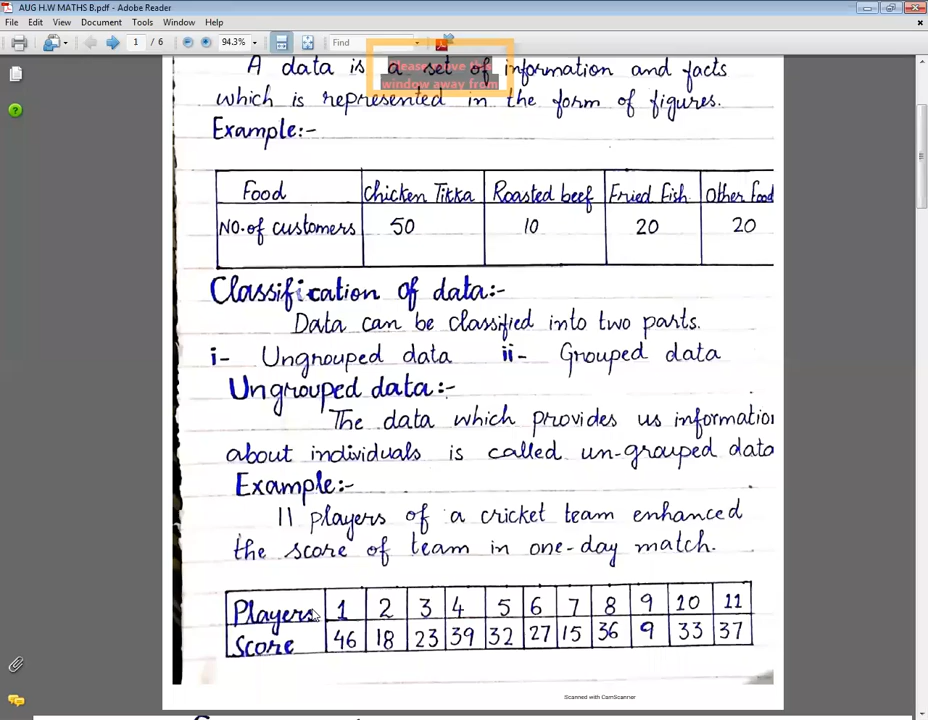 AUG H.W MATHS B.pdf - Adobe Reader
File Edit View Document Tools Window Help
1 / 6 94.3% Find
A data is a set of information and facts
Please move this
window away from
which is represented in the form of figures.
Example:-
Food Chicken Tikka Roasted beef Fried Fish Other Food
NO. of customers 50 10 20 20
Classification of data:-
Data can be classified into two parts.
i- Ungrouped data ii- Grouped data
Ungrouped data:-
The data which provides us informatio
about individuals is called un-grouped data
Example:-
11 players of a cricket team enhanced
the score of team in one-day match.
Players 1 2 3 4 5 6 7 8 9 10 11
Score 46 18 23 39 32 27 15 36 9 33 37
Scanned with CamScanner